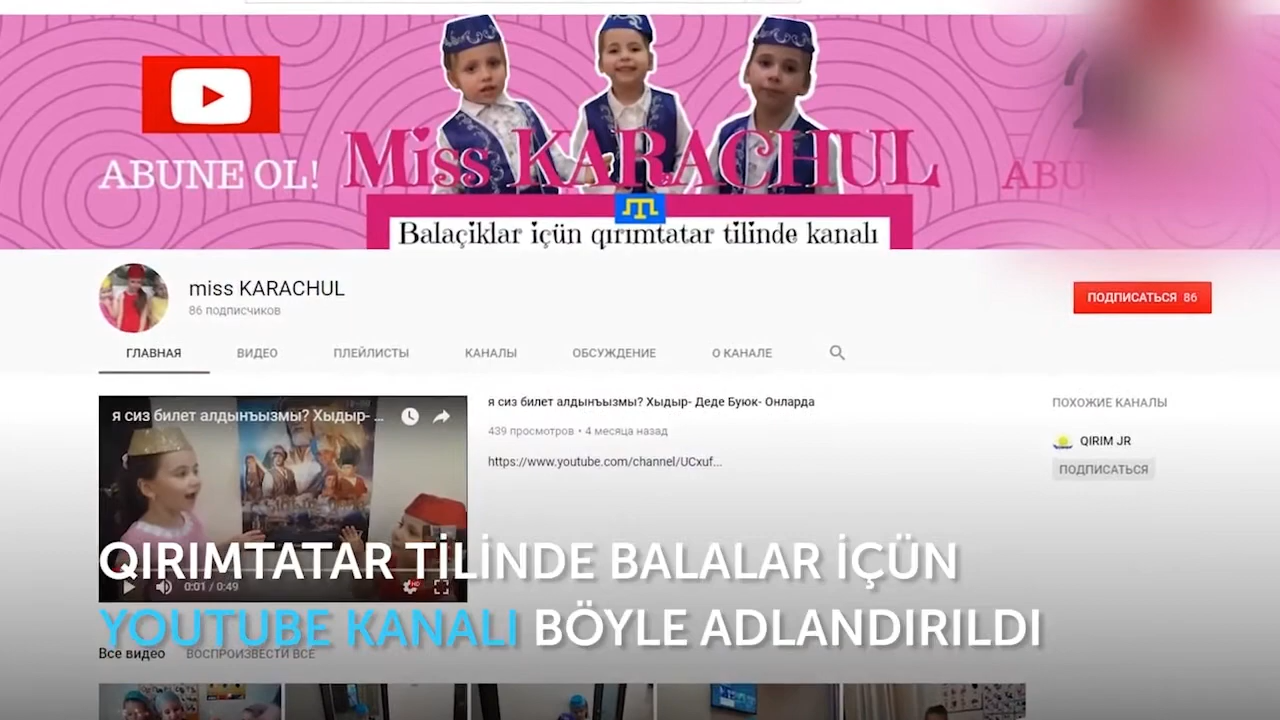 ABUNE OL!
Miss KARACHUL
ABU
Balaçiklar içün qırımtatar tilinde kanalı
miss KARACHUL
86 подписчиков
ПОДПИСАТЬСЯ 86
ГЛАВНАЯ ВИДЕО ПЛЕЙЛИСТЫ КАНАЛЫ ОБСУЖДЕНИЕ О КАНАЛЕ
я сиз билет алдынъызмы? Хыдыр- ...
я сиз билет алдынъызмы? Хыдыр- Деде Буюк- Онларда
439 просмотров • 4 месяца назад
https://www.youtube.com/channel/UCxuf...
ПОХОЖИЕ КАНАЛЫ
QIRIM JR
ПОДПИСАТЬСЯ
QIRIMTATAR TİLİNDE BALALAR İÇÜN
0:01 / 0:49
HD
YOUTUBE KANALI BÖYLE ADLANDIRILDI
Все видео ВОСПРОИЗВЕСТИ ВСЕ